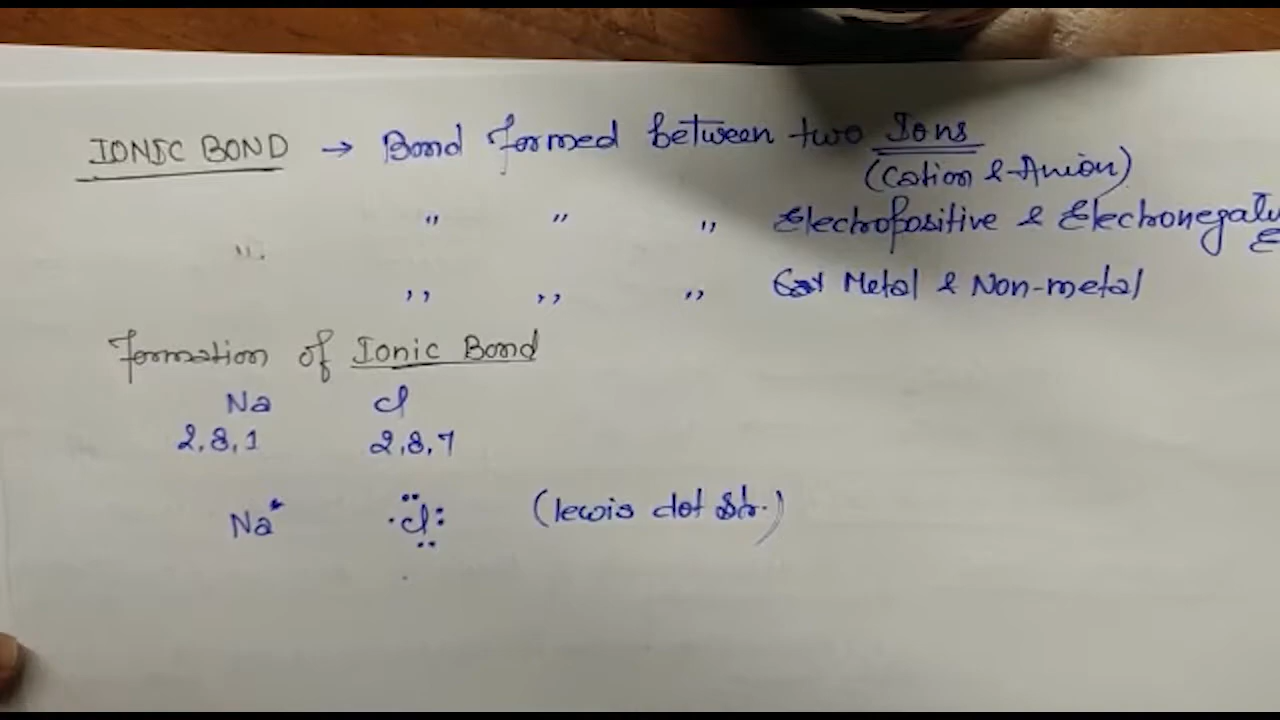 IONIC BOND → Bond formed between two Ions
(Cation & Anion)
" " " Electropositive & Electronegatv
" 
,, ,, ,, Metal & Non-metal
Formation of Ionic Bond
Na Cl
2,8,1 2,8,7
Na Cl (lewis dot str.)